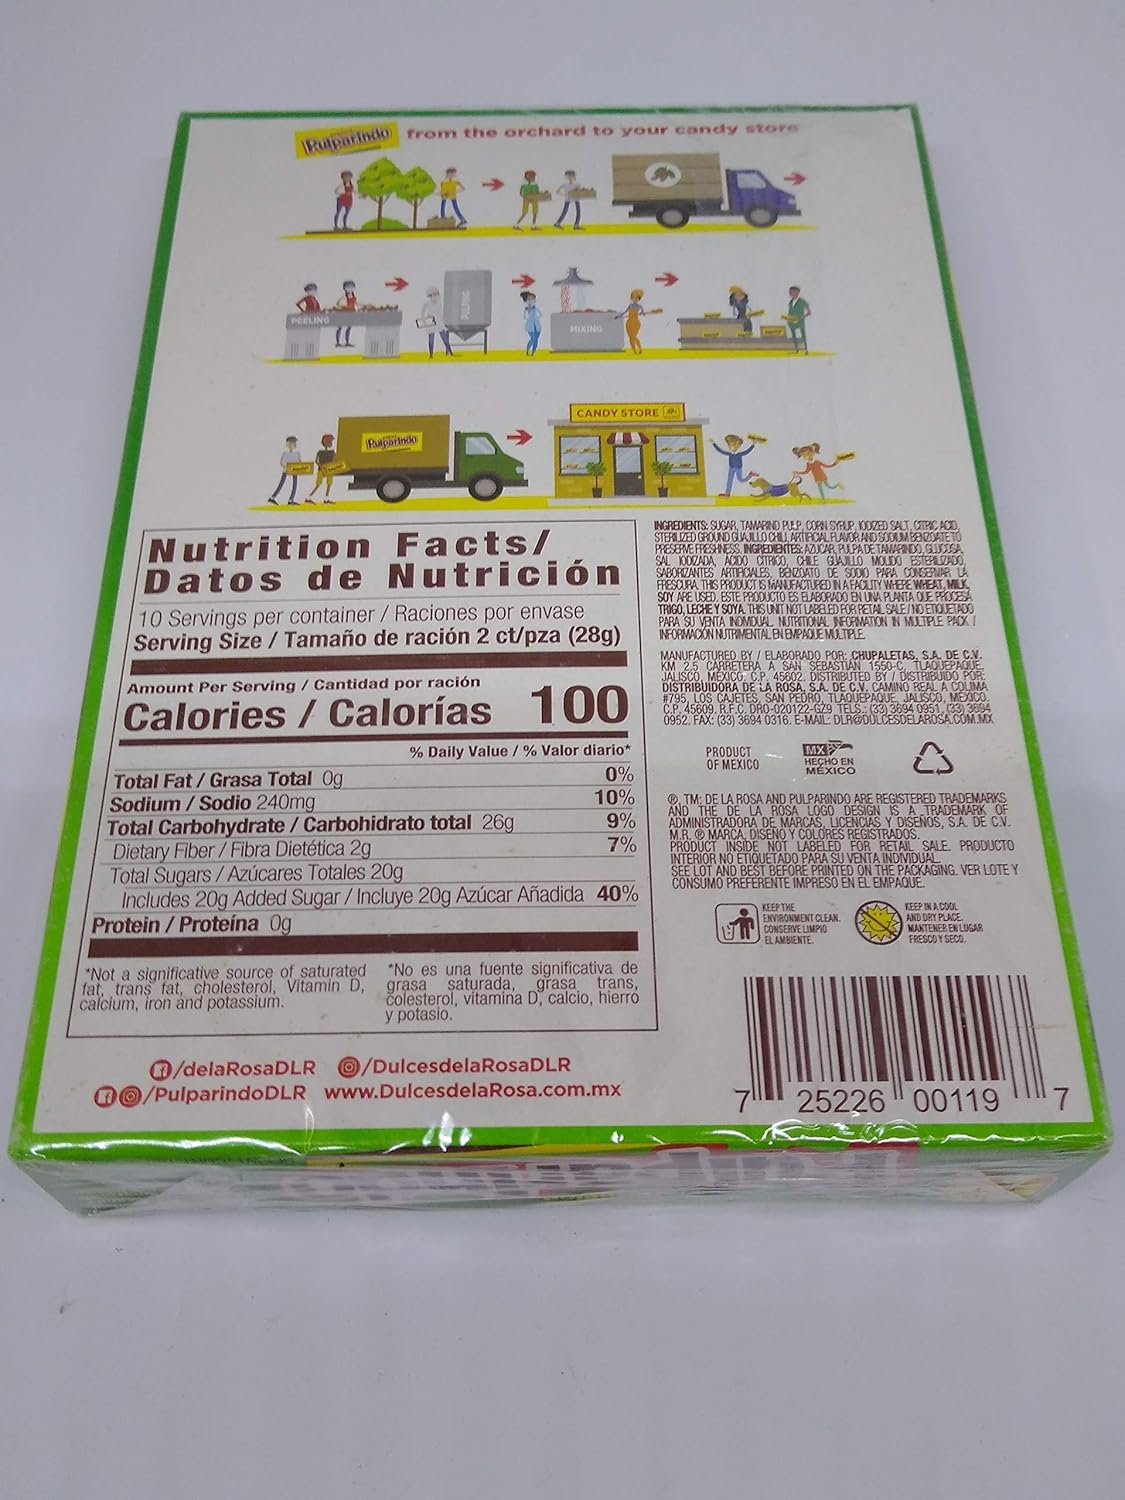 Pulparindo from the orchard to your candy store
PEELING
PULPING
MIXING
Pulparindo
CANDY STORE
Nutrition Facts/
Datos de Nutrición
10 Servings per container / Raciones por envase
Serving Size / Tamaño de ración 2 ct/pza (28g)
Amount Per Serving / Cantidad por ración
Calories / Calorías 100
% Daily Value / % Valor diario*
Total Fat / Grasa Total 0g 0%
Sodium / Sodio 240mg 10%
Total Carbohydrate / Carbohidrato total 26g 9%
Dietary Fiber / Fibra Dietética 2g 7%
Total Sugars / Azúcares Totales 20g
Includes 20g Added Sugar / Incluye 20g Azúcar Añadida 40%
Protein / Proteína 0g
*Not a significative source of saturated
fat, trans fat, cholesterol, Vitamin D,
calcium, iron and potassium.
*No es una fuente significativa de
grasa saturada, grasa trans,
colesterol, vitamina D, calcio, hierro
y potasio.
INGREDIENTS: SUGAR, TAMARIND PULP, CORN SYRUP, IODIZED SALT, CITRIC ACID,
STERILIZED GROUND GUAJILLO CHILI, ARTIFICIAL FLAVOR AND SODIUM BENZOATE TO
PRESERVE FRESHNESS. INGREDIENTES: AZÚCAR, PULPA DE TAMARINDO, GLUCOSA,
SAL IODIZADA, ÁCIDO CÍTRICO, CHILE GUAJILLO MOLIDO ESTERILIZADO,
SABORIZANTES ARTIFICIALES, BENZOATO DE SODIO PARA CONSERVAR LA
FRESCURA. THIS PRODUCT IS MANUFACTURED IN A FACILITY WHERE WHEAT, MILK,
SOY ARE USED. ESTE PRODUCTO ES ELABORADO EN UNA PLANTA QUE PROCESA
TRIGO, LECHE Y SOYA. THIS UNIT NOT LABELED FOR RETAIL SALE / NO ETIQUETADO
PARA SU VENTA INDIVIDUAL. NUTRITIONAL INFORMATION IN MULTIPLE PACK /
INFORMACIÓN NUTRIMENTAL EN EMPAQUE MULTIPLE.
MANUFACTURED BY / ELABORADO POR: CHUPALETAS, S.A. DE C.V.
KM 2.5 CARRETERA A SAN SEBASTIÁN 1550-C, TLAQUEPAQUE,
JALISCO, MÉXICO, C.P. 45602. DISTRIBUTED BY / DISTRIBUIDO POR:
DISTRIBUIDORA DE LA ROSA, S.A. DE C.V. CAMINO REAL A COLIMA
#795, LOS CAJETES, SAN PEDRO, TLAQUEPAQUE, JALISCO, MÉXICO,
C.P. 45609, R.F.C. DRO-020122-GZ9 TELS.: (33) 3694 0951, (33) 3694
0952. FAX: (33) 3694 0316. E-MAIL: DLR@DULCESDELAROSA.COM.MX
PRODUCT
OF MEXICO
MX
HECHO EN
MÉXICO
®, TM; DE LA ROSA AND PULPARINDO ARE REGISTERED TRADEMARKS
AND THE DE LA ROSA LOGO DESIGN IS A TRADEMARK OF
ADMINISTRADORA DE MARCAS, LICENCIAS Y DISEÑOS, S.A. DE C.V.
M.R. ® MARCA, DISEÑO Y COLORES REGISTRADOS.
PRODUCT INSIDE NOT LABELED FOR RETAIL SALE. PRODUCTO
INTERIOR NO ETIQUETADO PARA SU VENTA INDIVIDUAL.
SEE LOT AND BEST BEFORE PRINTED ON THE PACKAGING. VER LOTE Y
CONSUMO PREFERENTE IMPRESO EN EL EMPAQUE.
KEEP THE
ENVIRONMENT CLEAN.
CONSERVE LIMPIO
EL AMBIENTE.
KEEP IN A COOL
AND DRY PLACE.
MANTENER EN LUGAR
FRESCO Y SECO.
/delaRosaDLR /DulcesdelaRosaDLR
/PulparindoDLR www.DulcesdelaRosa.com.mx
7 25226 00119 7